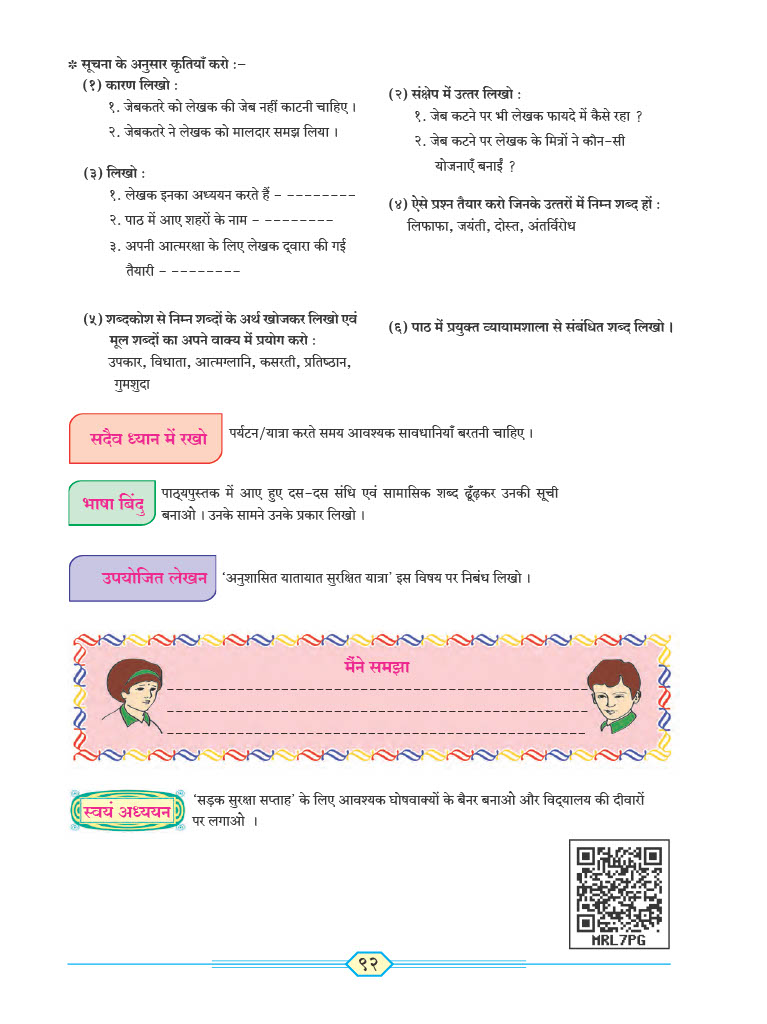 ❊ सूचना के अनुसार कृतियाँ करो :–
(१) कारण लिखो :
१. जेबकतरे को लेखक की जेब नहीं काटनी चाहिए ।
२. जेबकतरे ने लेखक को मालदार समझ लिया ।
(२) संक्षेप में उत्तर लिखो :
१. जेब कटने पर भी लेखक फायदे में कैसे रहा ?
२. जेब कटने पर लेखक के मित्रों ने कौन-सी
योजनाएँ बनाईं ?
(३) लिखो :
१. लेखक इनका अध्ययन करते हैं – --------
२. पाठ में आए शहरों के नाम – --------
३. अपनी आत्मरक्षा के लिए लेखक द्‌वारा की गई
तैयारी – --------
(४) ऐसे प्रश्न तैयार करो जिनके उत्तरों में निम्न शब्द हों :
लिफाफा, जयंती, दोस्त, अंतर्विरोध
(५) शब्दकोश से निम्न शब्दों के अर्थ खोजकर लिखो एवं
मूल शब्दों का अपने वाक्य में प्रयोग करो :
उपकार, विधाता, आत्मग्लानि, कसरती, प्रतिष्ठान,
गुमशुदा
(६) पाठ में प्रयुक्त व्यायामशाला से संबंधित शब्द लिखो ।
सदैव ध्यान में रखो
पर्यटन/यात्रा करते समय आवश्यक सावधानियाँ बरतनी चाहिए ।
भाषा बिंदु
पाठ्‌यपुस्तक में आए हुए दस-दस संधि एवं सामासिक शब्द ढूँढ़कर उनकी सूची
बनाओ । उनके सामने उनके प्रकार लिखो ।
उपयोजित लेखन
‘अनुशासित यातायात सुरक्षित यात्रा’ इस विषय पर निबंध लिखो ।
मैंने समझा
स्वयं अध्ययन
‘सड़क सुरक्षा सप्ताह’ के लिए आवश्यक घोषवाक्यों के बैनर बनाओ और विद्‌यालय की दीवारों
पर लगाओ ।
MRL7PG
९२